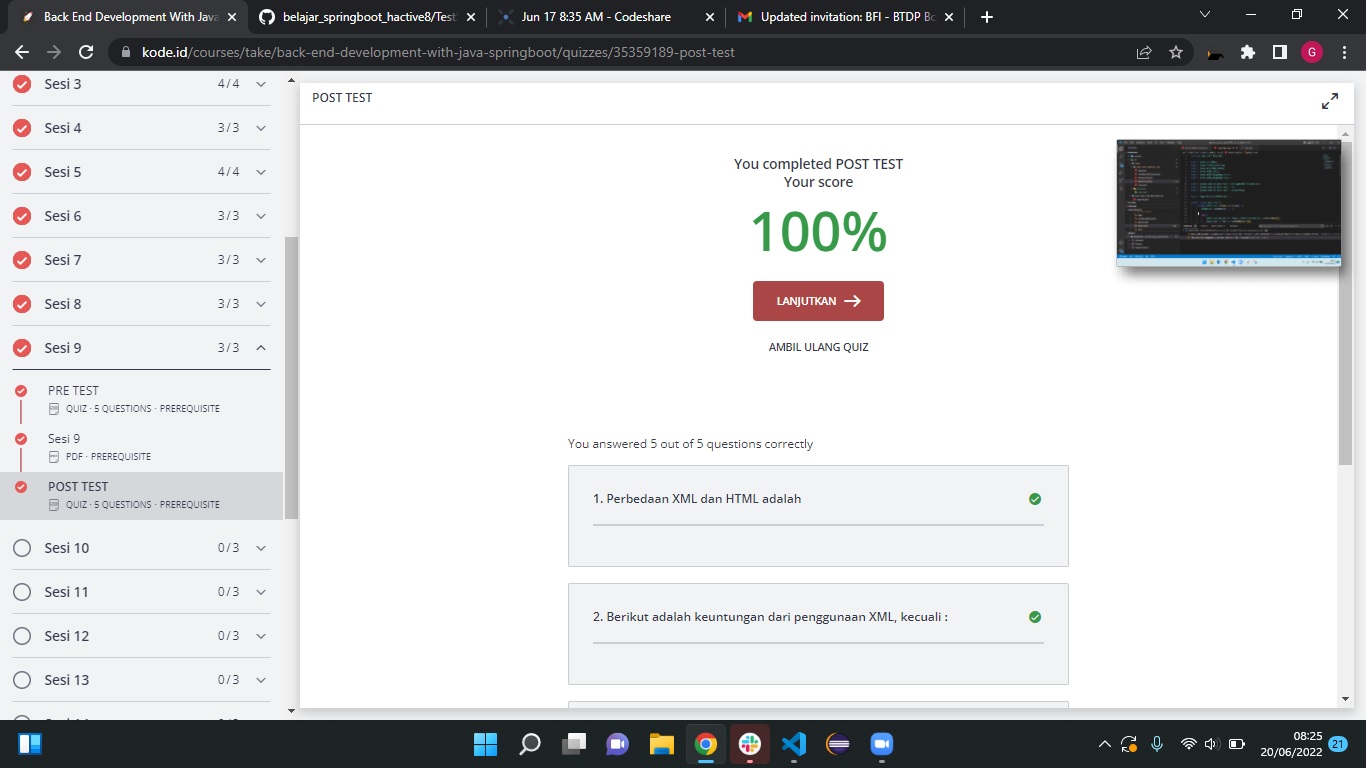 Back End Development With Java
belajar_springboot_hactive8/Test
Jun 17 8:35 AM - Codeshare
Updated invitation: BFI - BTDP Bo
kode.id/courses/take/back-end-development-with-java-springboot/quizzes/35359189-post-test
G
Sesi 3 4/4
Sesi 4 3/3
Sesi 5 4/4
Sesi 6 3/3
Sesi 7 3/3
Sesi 8 3/3
Sesi 9 3/3
PRE TEST
QUIZ · 5 QUESTIONS · PREREQUISITE
Sesi 9
PDF · PREREQUISITE
POST TEST
QUIZ · 5 QUESTIONS · PREREQUISITE
Sesi 10 0/3
Sesi 11 0/3
Sesi 12 0/3
Sesi 13 0/3
POST TEST
You completed POST TEST
Your score
100%
LANJUTKAN
AMBIL ULANG QUIZ
You answered 5 out of 5 questions correctly
1. Perbedaan XML dan HTML adalah
2. Berikut adalah keuntungan dari penggunaan XML, kecuali :
08:25
20/06/2022
21